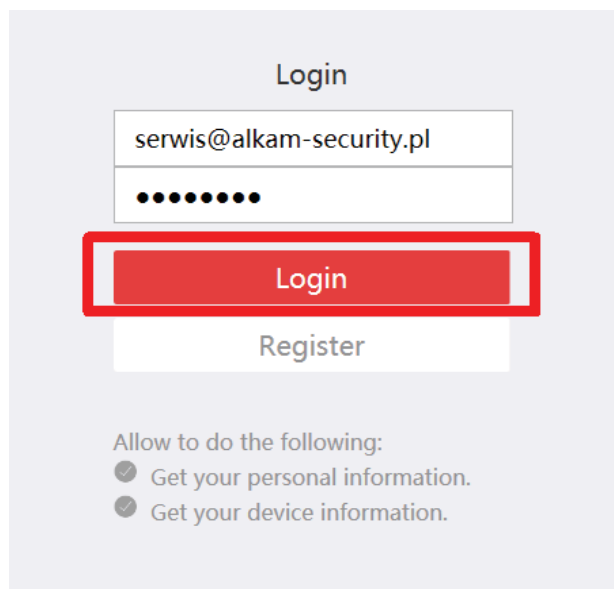 Login
serwis@alkam-security.pl
●●●●●●●●
Login
Register
Allow to do the following:
Get your personal information.
Get your device information.